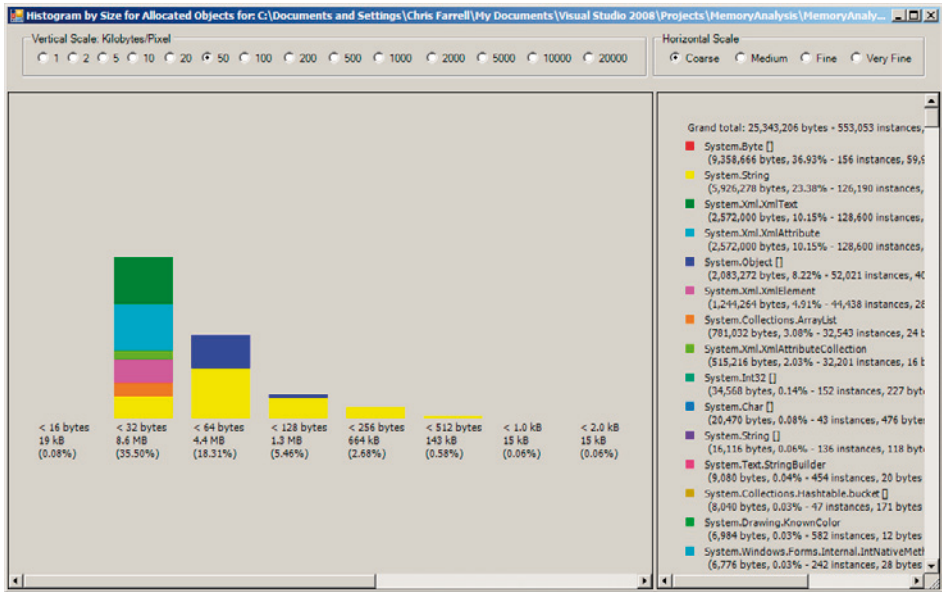 Histogram by Size for Allocated Objects for: C:\Documents and Settings\Chris Farrell\My Documents\Visual Studio 2008\Projects\MemoryAnalysis\MemoryAnaly...
Vertical Scale: Kilobytes/Pixel
1 2 5 10 20 50 100 200 500 1000 2000 5000 10000 20000
Horizontal Scale
Coarse Medium Fine Very Fine
< 16 bytes
19 kB
(0.08%)
< 32 bytes
8.6 MB
(35.50%)
< 64 bytes
4.4 MB
(18.31%)
< 128 bytes
1.3 MB
(5.46%)
< 256 bytes
664 kB
(2.68%)
< 512 bytes
143 kB
(0.58%)
< 1.0 kB
15 kB
(0.06%)
< 2.0 kB
15 kB
(0.06%)
Grand total: 25,343,206 bytes - 553,053 instances,
System.Byte []
(9,358,666 bytes, 36.93% - 156 instances, 59,9
System.String
(5,926,278 bytes, 23.38% - 126,190 instances,
System.Xml.XmlText
(2,572,000 bytes, 10.15% - 128,600 instances,
System.Xml.XmlAttribute
(2,572,000 bytes, 10.15% - 128,600 instances,
System.Object []
(2,083,272 bytes, 8.22% - 52,021 instances, 40
System.Xml.XmlElement
(1,244,264 bytes, 4.91% - 44,438 instances, 28
System.Collections.ArrayList
(781,032 bytes, 3.08% - 32,543 instances, 24 b
System.Xml.XmlAttributeCollection
(515,216 bytes, 2.03% - 32,201 instances, 16 b
System.Int32 []
(34,568 bytes, 0.14% - 152 instances, 227 byt
System.Char []
(20,470 bytes, 0.08% - 43 instances, 476 byte
System.String []
(16,116 bytes, 0.06% - 136 instances, 118 byt
System.Text.StringBuilder
(9,080 bytes, 0.04% - 454 instances, 20 bytes
System.Collections.Hashtable.bucket []
(8,040 bytes, 0.03% - 47 instances, 171 bytes
System.Drawing.KnownColor
(6,984 bytes, 0.03% - 582 instances, 12 bytes
System.Windows.Forms.Internal.IntNativeMeth
(6,776 bytes, 0.03% - 242 instances, 28 bytes